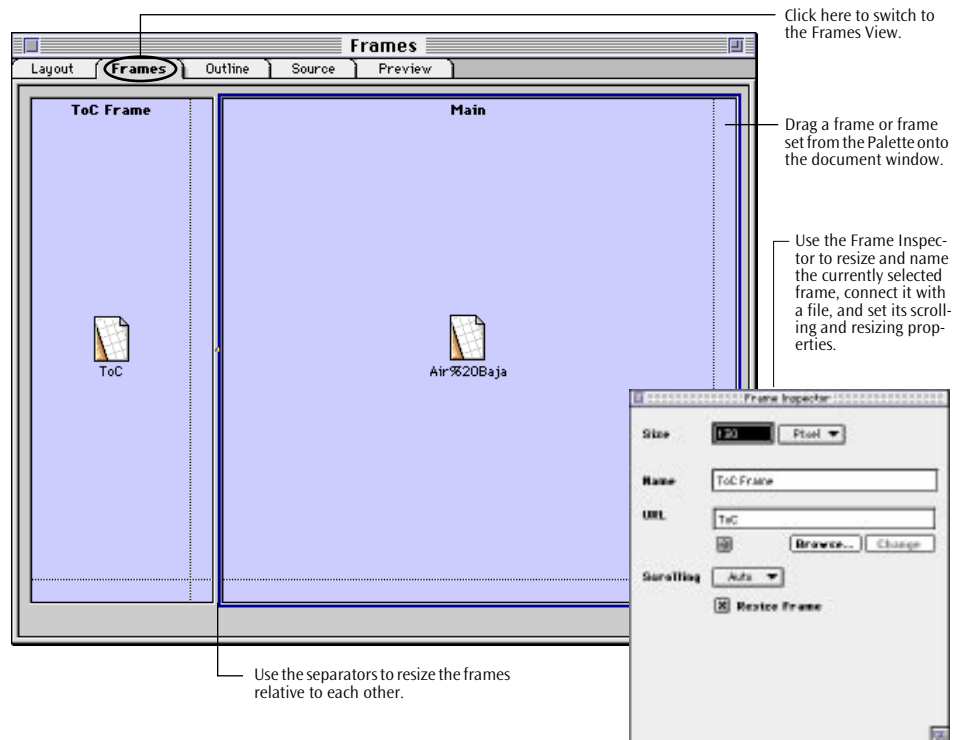 Click here to switch to
the Frames View.
Frames
Layout Frames Outline Source Preview
ToC Frame
Main
Drag a frame or frame
set from the Palette onto
the document window.
Use the Frame Inspec-
tor to resize and name
the currently selected
frame, connect it with
a file, and set its scroll-
ing and resizing prop-
erties.
ToC
Air%20Baja
Frame Inspector
Size 130 Pixel
Name ToC Frame
URL ToC
Browse... Change
Scrolling Auto
Resize Frame
Use the separators to resize the frames
relative to each other.